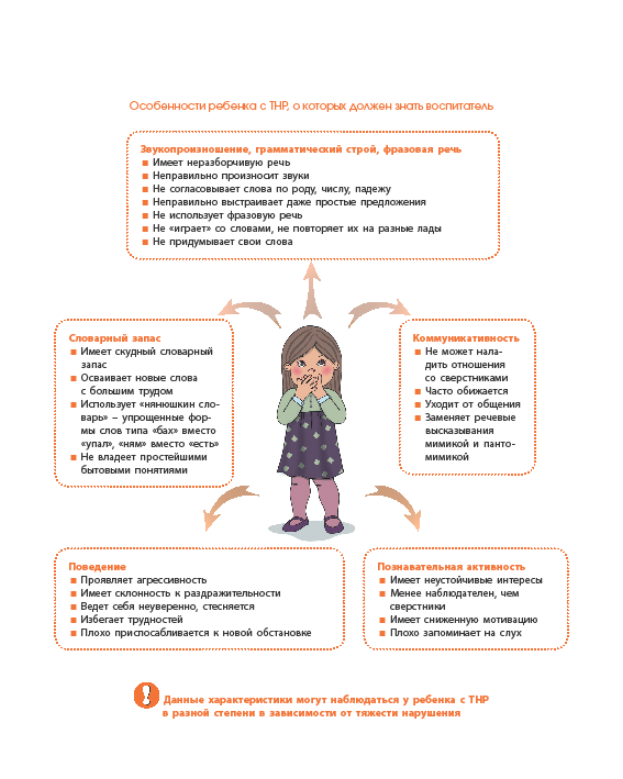 Особенности ребенка с ТНР, о которых должен знать воспитатель
Звукопроизношение, грамматический строй, фразовая речь
■ Имеет неразборчивую речь
■ Неправильно произносит звуки
■ Не согласовывает слова по роду, числу, падежу
■ Неправильно выстраивает даже простые предложения
■ Не использует фразовую речь
■ Не «играет» со словами, не повторяет их на разные лады
■ Не придумывает свои слова
Словарный запас
■ Имеет скудный словарный
запас
■ Осваивает новые слова
с большим трудом
■ Использует «нянюшкин сло-
варь» – упрощенные фор-
мы слов типа «бах» вместо
«упал», «ням» вместо «есть»
■ Не владеет простейшими
бытовыми понятиями
Коммуникативность
■ Не может нала-
дить отношения
со сверстниками
■ Часто обижается
■ Уходит от общения
■ Заменяет речевые
высказывания
мимикой и панто-
мимикой
Поведение
■ Проявляет агрессивность
■ Имеет склонность к раздражительности
■ Ведет себя неуверенно, стесняется
■ Избегает трудностей
■ Плохо приспосабливается к новой обстановке
Познавательная активность
■ Имеет неустойчивые интересы
■ Менее наблюдателен, чем
сверстники
■ Имеет сниженную мотивацию
■ Плохо запоминает на слух
! Данные характеристики могут наблюдаться у ребенка с ТНР
в разной степени в зависимости от тяжести нарушения